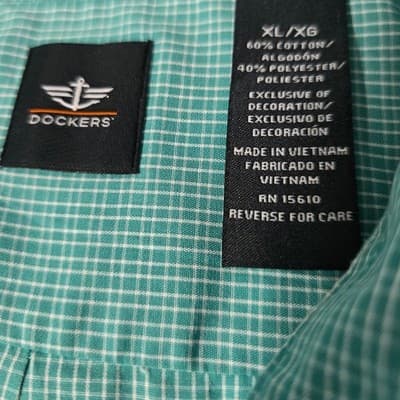 DOCKERS
XL/XG
60% COTTON/
ALGODÓN
40% POLYESTER/
POLIESTER
EXCLUSIVE OF
DECORATION/
EXCLUSIVO DE
DECORACIÓN
MADE IN VIETNAM
FABRICADO EN
VIETNAM
RN 15610
REVERSE FOR CARE